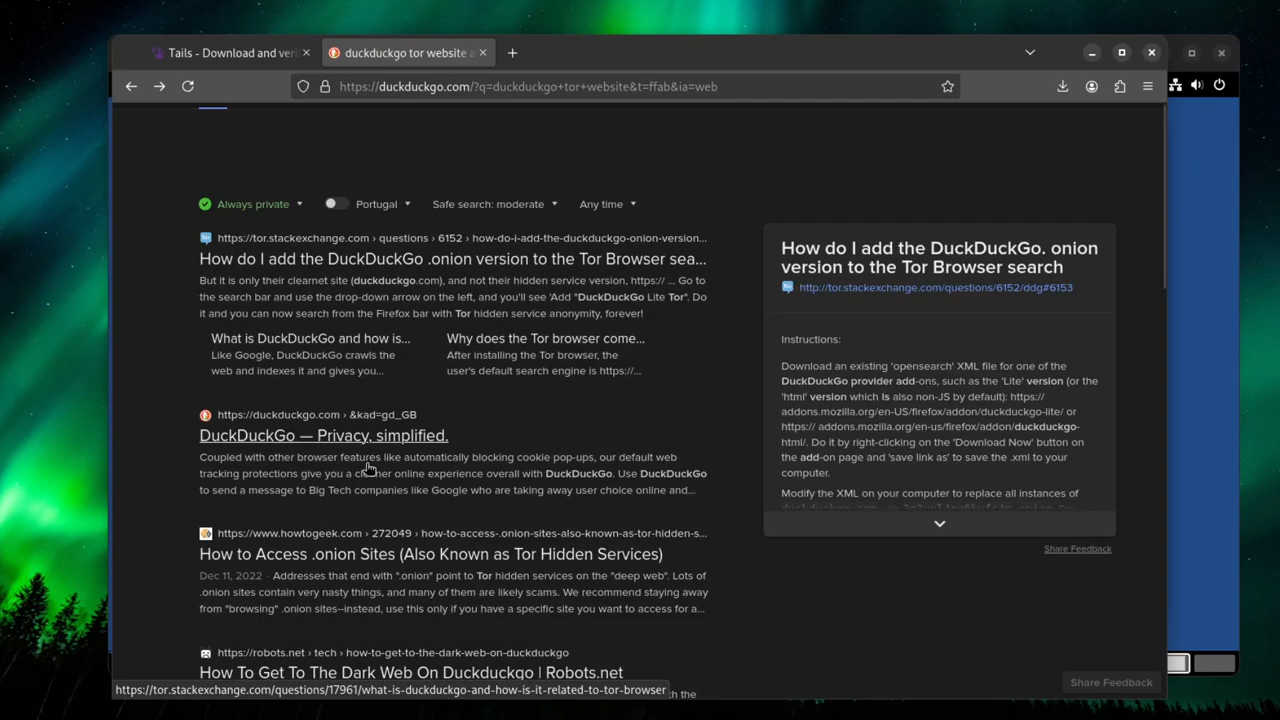 Tails - Download and veri
duckduckgo tor website a
https://duckduckgo.com/?q=duckduckgo+tor+website&t=ffab&ia=web
Always private
Portugal
Safe search: moderate
Any time
https://tor.stackexchange.com › questions › 6152 › how-do-i-add-the-duckduckgo-onion-version...
How do I add the DuckDuckGo .onion version to the Tor Browser sea...
But it is only their clearnet site (duckduckgo.com), and not their hidden service version, https:// ... Go to
the search bar and use the drop-down arrow on the left, and you'll see 'Add "DuckDuckGo Lite Tor". Do
it and you can now search from the Firefox bar with Tor hidden service anonymity, forever!
What is DuckDuckGo and how is...
Like Google, DuckDuckGo crawls the
web and indexes it and gives you...
Why does the Tor browser come...
After installing the Tor browser, the
user's default search engine is https://...
https://duckduckgo.com › &kad=gd_GB
DuckDuckGo — Privacy, simplified.
Coupled with other browser features like automatically blocking cookie pop-ups, our default web
tracking protections give you a cleaner online experience overall with DuckDuckGo. Use DuckDuckGo
to send a message to Big Tech companies like Google who are taking away user choice online and...
https://www.howtogeek.com › 272049 › how-to-access-.onion-sites-also-known-as-tor-hidden-s...
How to Access .onion Sites (Also Known as Tor Hidden Services)
Dec 11, 2022 · Addresses that end with ".onion" point to Tor hidden services on the "deep web". Lots of
.onion sites contain very nasty things, and many of them are likely scams. We recommend staying away
from "browsing" .onion sites--instead, use this only if you have a specific site you want to access for a...
https://robots.net › tech › how-to-get-to-the-dark-web-on-duckduckgo
How To Get To The Dark Web On Duckduckgo | Robots.net
ch the
https://tor.stackexchange.com/questions/17961/what-is-duckduckgo-and-how-is-it-related-to-tor-browser
How do I add the DuckDuckGo. onion
version to the Tor Browser search
http://tor.stackexchange.com/questions/6152/ddg#6153
Instructions:
Download an existing 'opensearch' XML file for one of the
DuckDuckGo provider add-ons, such as the 'Lite' version (or the
'html' version which is also non-JS by default): https://
addons.mozilla.org/en-US/firefox/addon/duckduckgo-lite/ or
https:// addons.mozilla.org/en-us/firefox/addon/duckduckgo-
html/. Do it by right-clicking on the 'Download Now' button on
the add-on page and 'save link as' to save the .xml to your
computer.
Modify the XML on your computer to replace all instances of
Share Feedback
Share Feedback